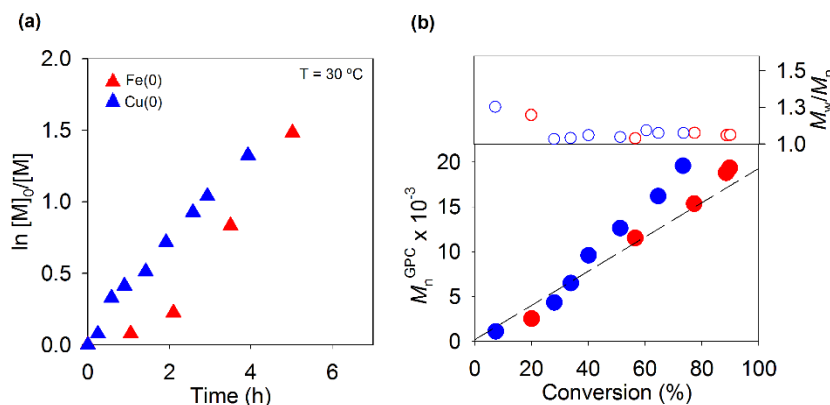 (a)
2.0
1.5
1.0
0.5
0.0
ln [M]₀/[M]
T = 30 ºC
Fe(0)
Cu(0)
0 2 4 6
Time (h)
(b)
1.5
1.3
1.0
Mw/Mn
20
15
10
5
0
Mn^GPC x 10⁻³
0 20 40 60 80 100
Conversion (%)